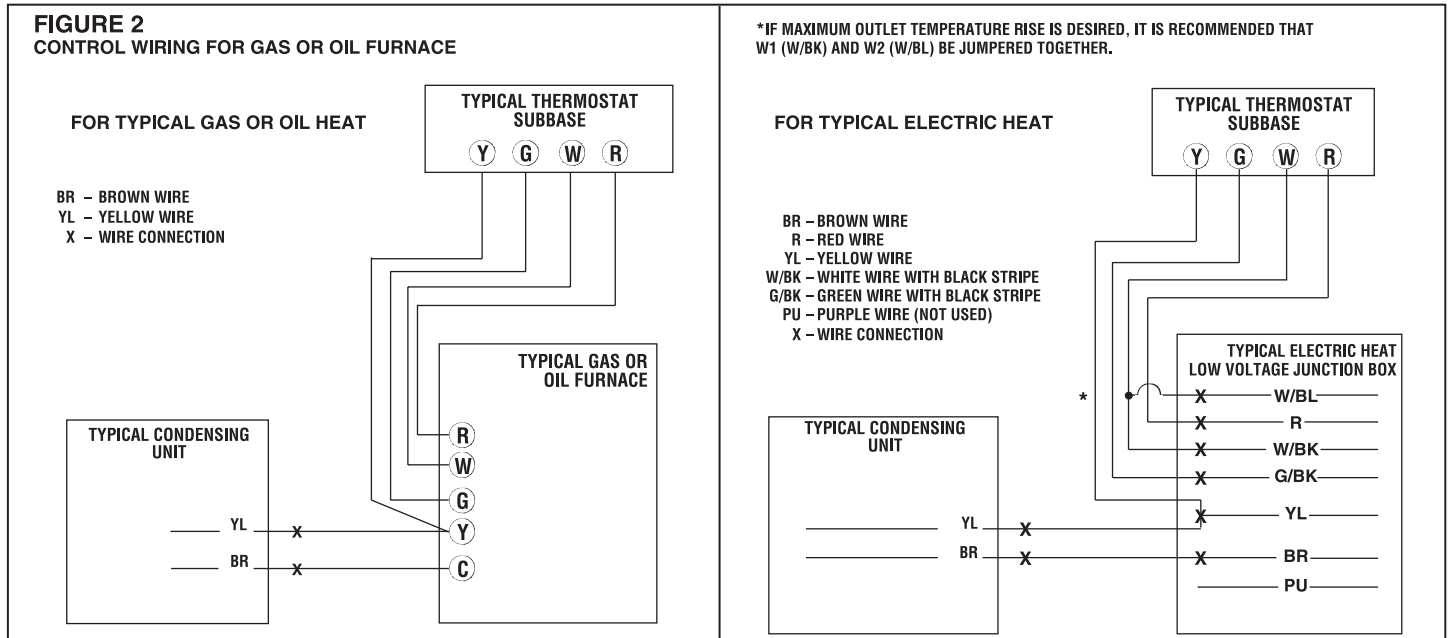 FIGURE 2
CONTROL WIRING FOR GAS OR OIL FURNACE
FOR TYPICAL GAS OR OIL HEAT
TYPICAL THERMOSTAT
SUBBASE
Y G W R
BR – BROWN WIRE
YL – YELLOW WIRE
X – WIRE CONNECTION
TYPICAL GAS OR
OIL FURNACE
R
W
G
Y
C
TYPICAL CONDENSING
UNIT
YL X
BR X
*IF MAXIMUM OUTLET TEMPERATURE RISE IS DESIRED, IT IS RECOMMENDED THAT
W1 (W/BK) AND W2 (W/BL) BE JUMPERED TOGETHER.
FOR TYPICAL ELECTRIC HEAT
TYPICAL THERMOSTAT
SUBBASE
Y G W R
BR – BROWN WIRE
R – RED WIRE
YL – YELLOW WIRE
W/BK – WHITE WIRE WITH BLACK STRIPE
G/BK – GREEN WIRE WITH BLACK STRIPE
PU – PURPLE WIRE (NOT USED)
X – WIRE CONNECTION
TYPICAL ELECTRIC HEAT
LOW VOLTAGE JUNCTION BOX
* X W/BL
X R
X W/BK
X G/BK
X YL
X BR
PU
TYPICAL CONDENSING
UNIT
YL X
BR X